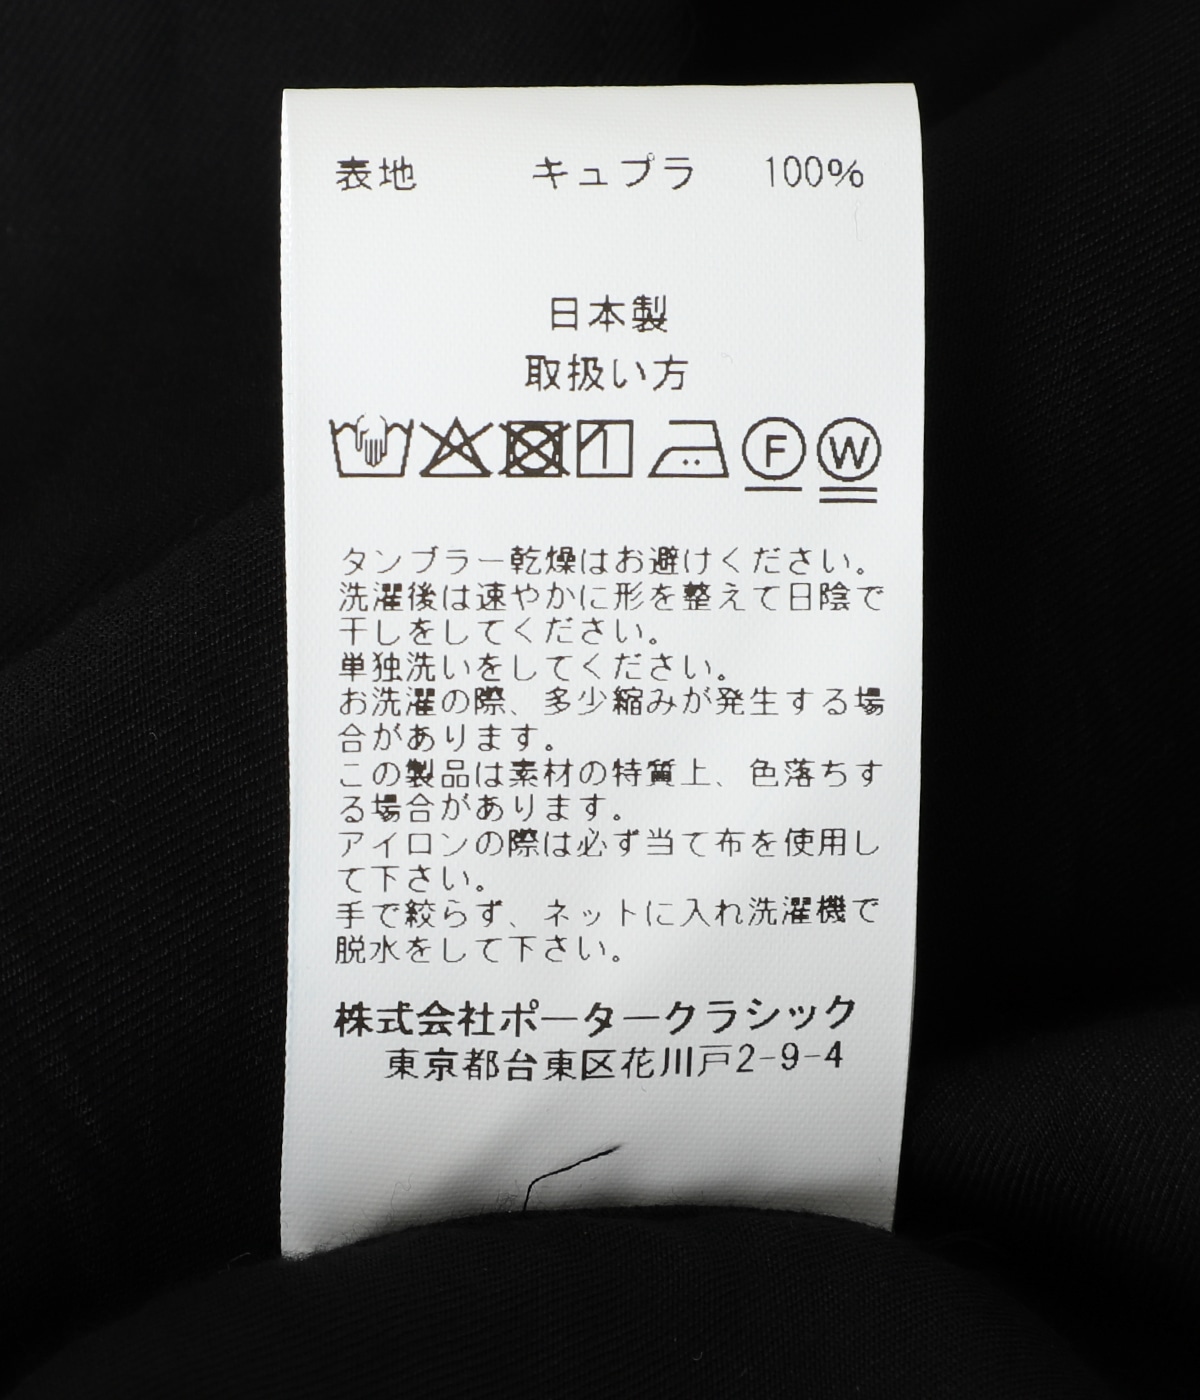 表地 キュプラ 100%
日本製
取扱い方
F W
タンブラー乾燥はお避けください。
洗濯後は速やかに形を整えて日陰で
干しをしてください。
単独洗いをしてください。
お洗濯の際、多少縮みが発生する場
合があります。
この製品は素材の特質上、色落ちす
る場合があります。
アイロンの際は必ず当て布を使用し
て下さい。
手で絞らず、ネットに入れ洗濯機で
脱水をして下さい。
株式会社ポータークラシック
東京都台東区花川戸2-9-4